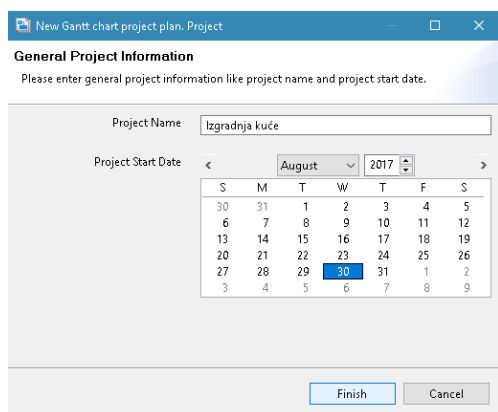 New Gantt chart project plan. Project
General Project Information
Please enter general project information like project name and project start date.
Project Name Izgradnja kuće
Project Start Date < August 2017 >
S M T W T F S
30 31 1 2 3 4 5
6 7 8 9 10 11 12
13 14 15 16 17 18 19
20 21 22 23 24 25 26
27 28 29 30 31 1 2
3 4 5 6 7 8 9
Finish Cancel